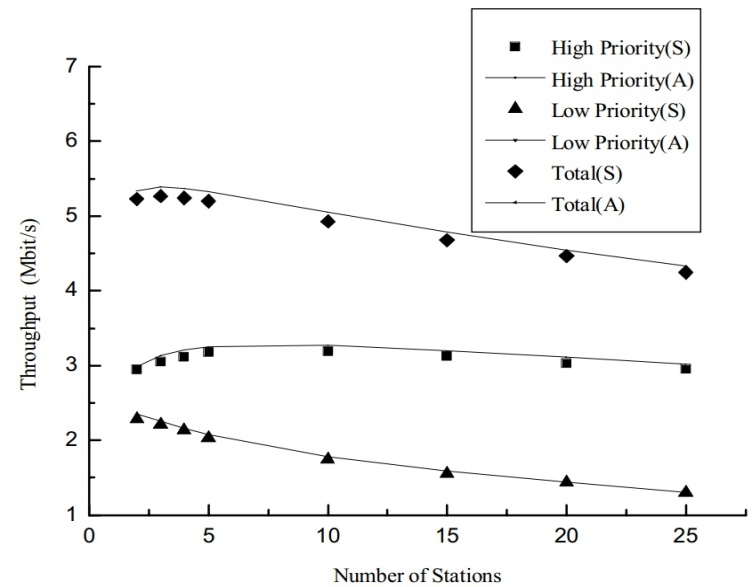 High Priority(S)
High Priority(A)
Low Priority(S)
Low Priority(A)
Total(S)
Total(A)
7
6
5
4
3
2
1
Throughput (Mbit/s)
0 5 10 15 20 25
Number of Stations